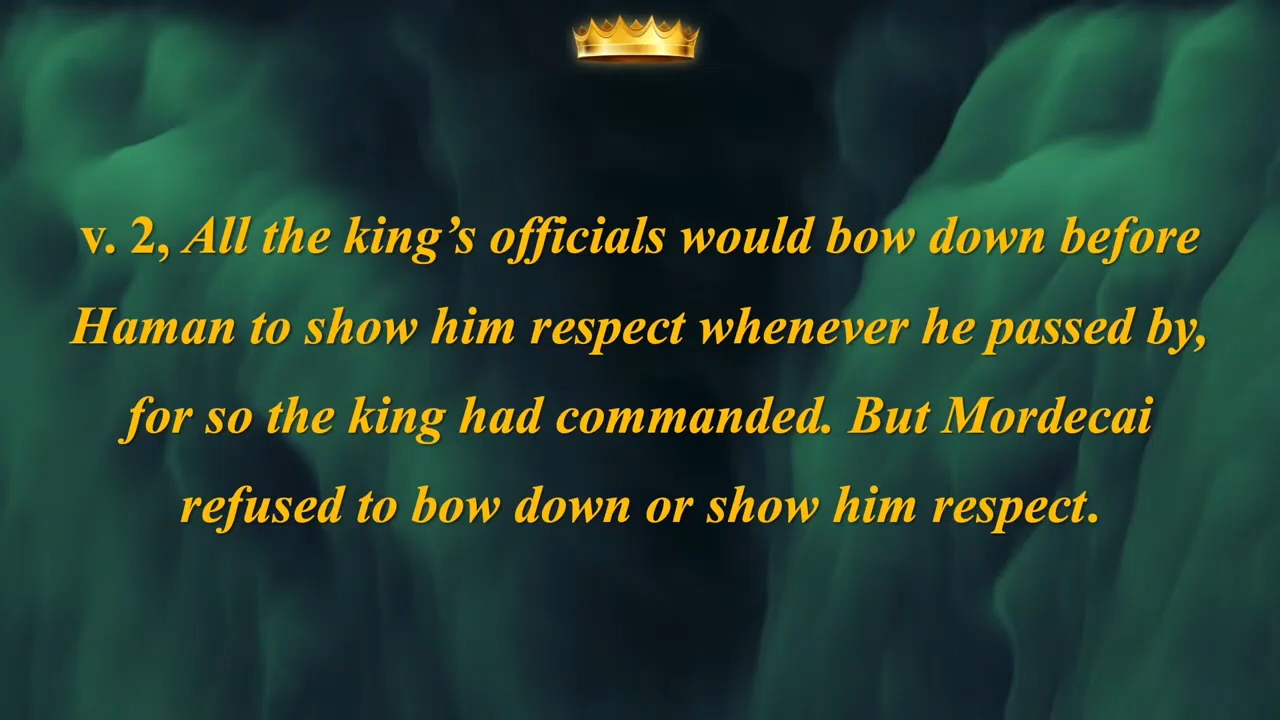 v. 2, All the king’s officials would bow down before
Haman to show him respect whenever he passed by,
for so the king had commanded. But Mordecai
refused to bow down or show him respect.